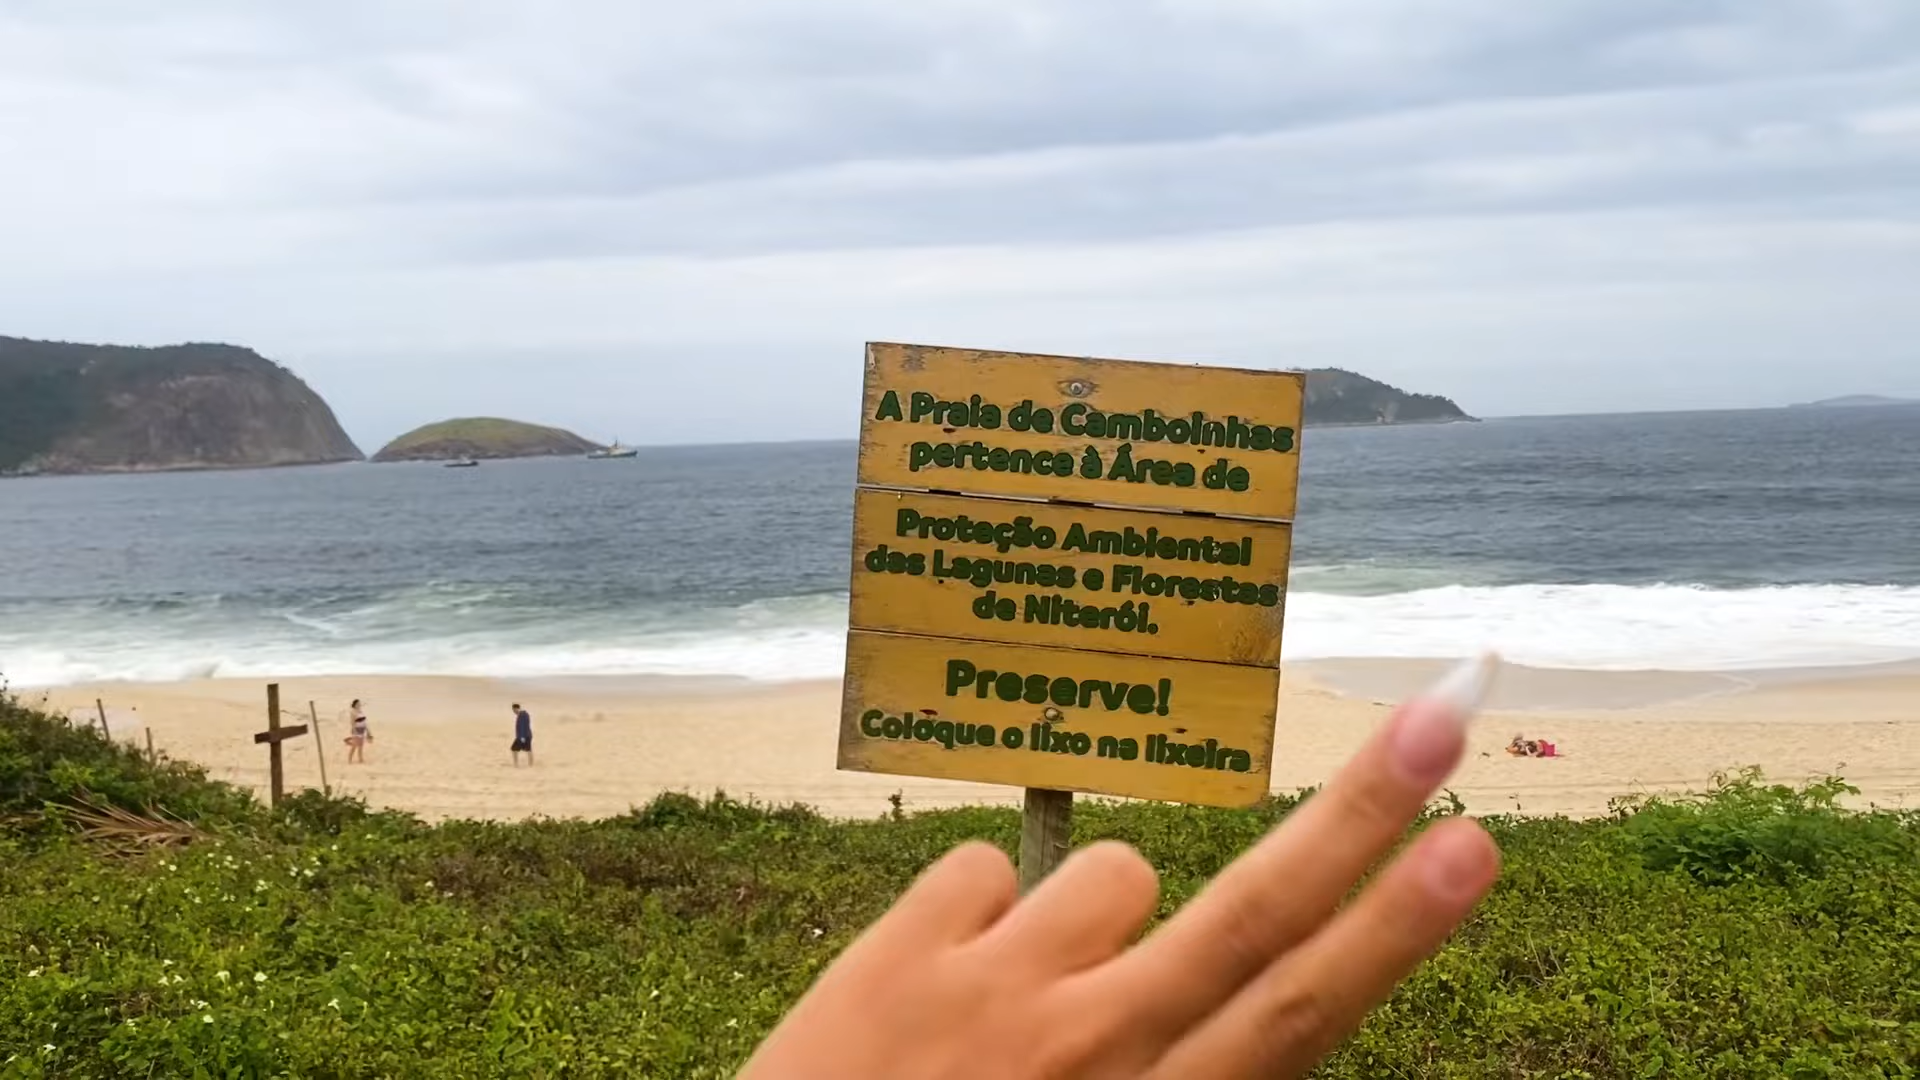 A Praia de Camboinhas
pertence à Área de
Proteção Ambiental
das Lagunas e Florestas
de Niterói.
Preserve!
Coloque o lixo na lixeira